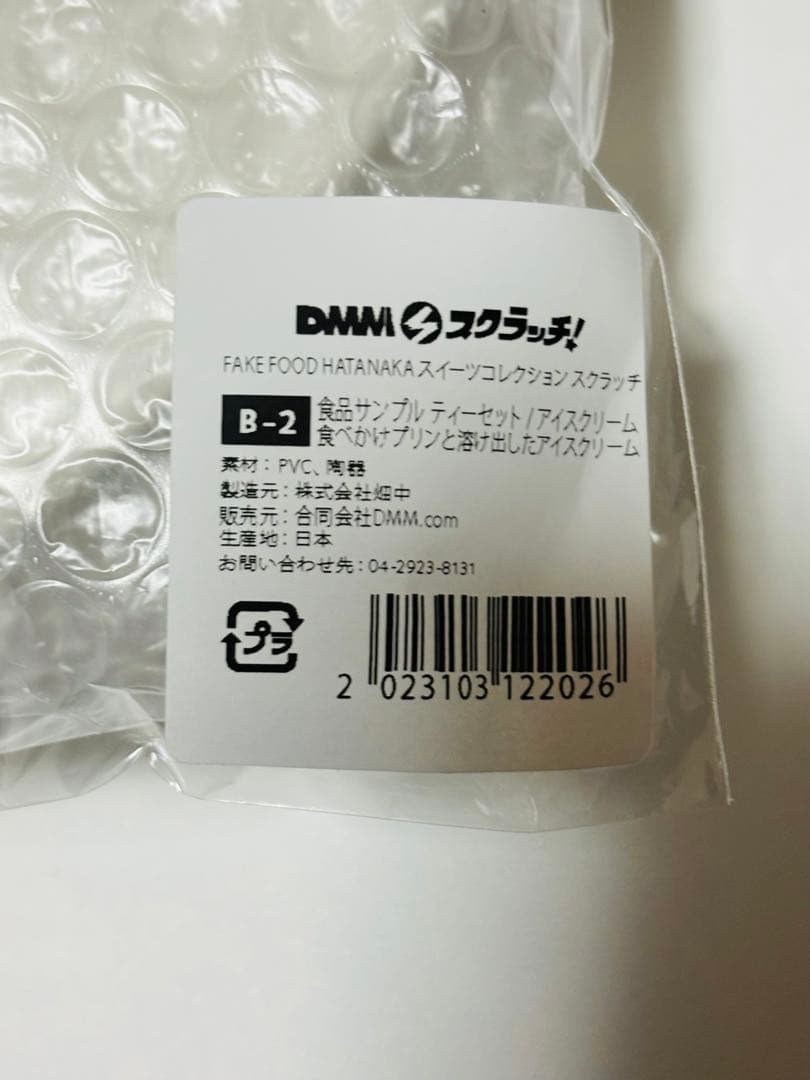 DMMスクラッチ!
FAKE FOOD HATANAKA スイーツコレクション スクラッチ
B-2
食品サンプル ティーセット / アイスクリーム
食べかけプリンと溶け出したアイスクリーム
素材：PVC、陶器
製造元：株式会社畑中
販売元：合同会社DMM.com
生産地：日本
お問い合わせ先：04-2923-8131
プラ
2 023103 122026